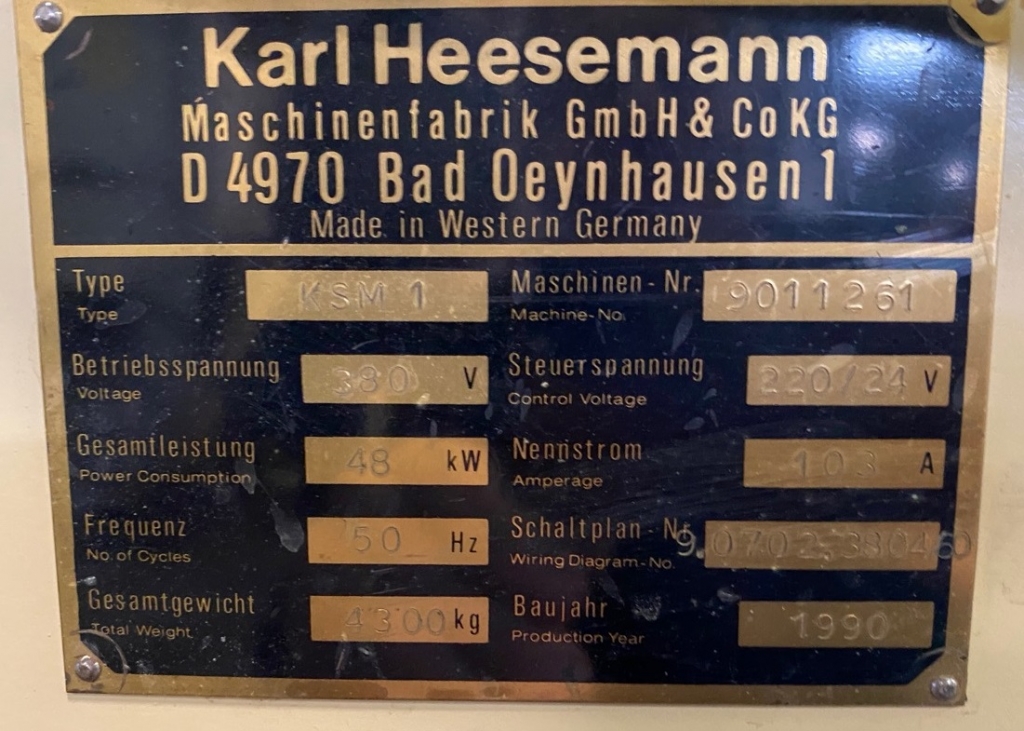 Karl Heesemann
Maschinenfabrik GmbH & Co KG
D 4970 Bad Oeynhausen 1
Made in Western Germany
Type KSM 1 Maschinen-Nr. 9011261
Type Machine-No.
Betriebsspannung 380 V Steuerspannung 220/24 V
Voltage Control Voltage
Gesamtleistung 48 kW Nennstrom 103 A
Power Consumption Amperage
Frequenz 50 Hz Schaltplan-Nr.
No. of Cycles Wiring Diagram-No.
Gesamtgewicht 4300 kg Baujahr 1990
Total Weight Production Year